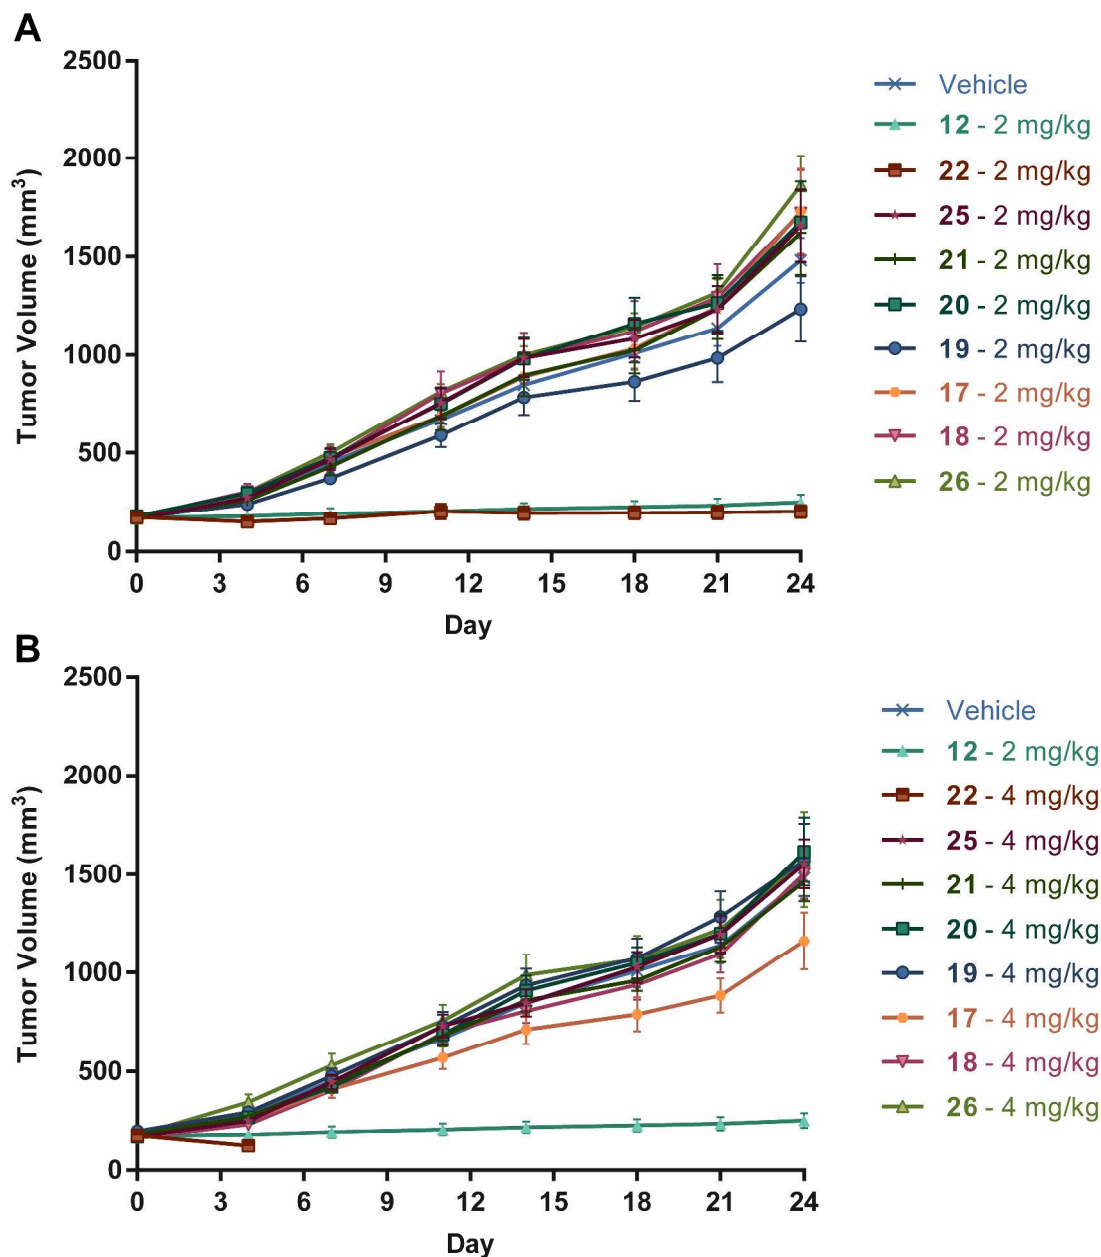 A
2500
2000
1500
1000
500
0
Tumor Volume (mm³)
0 3 6 9 12 15 18 21 24
Day
Vehicle
12 - 2 mg/kg
22 - 2 mg/kg
25 - 2 mg/kg
21 - 2 mg/kg
20 - 2 mg/kg
19 - 2 mg/kg
17 - 2 mg/kg
18 - 2 mg/kg
26 - 2 mg/kg
B
2500
2000
1500
1000
500
0
Tumor Volume (mm³)
0 3 6 9 12 15 18 21 24
Day
Vehicle
12 - 2 mg/kg
22 - 4 mg/kg
25 - 4 mg/kg
21 - 4 mg/kg
20 - 4 mg/kg
19 - 4 mg/kg
17 - 4 mg/kg
18 - 4 mg/kg
26 - 4 mg/kg